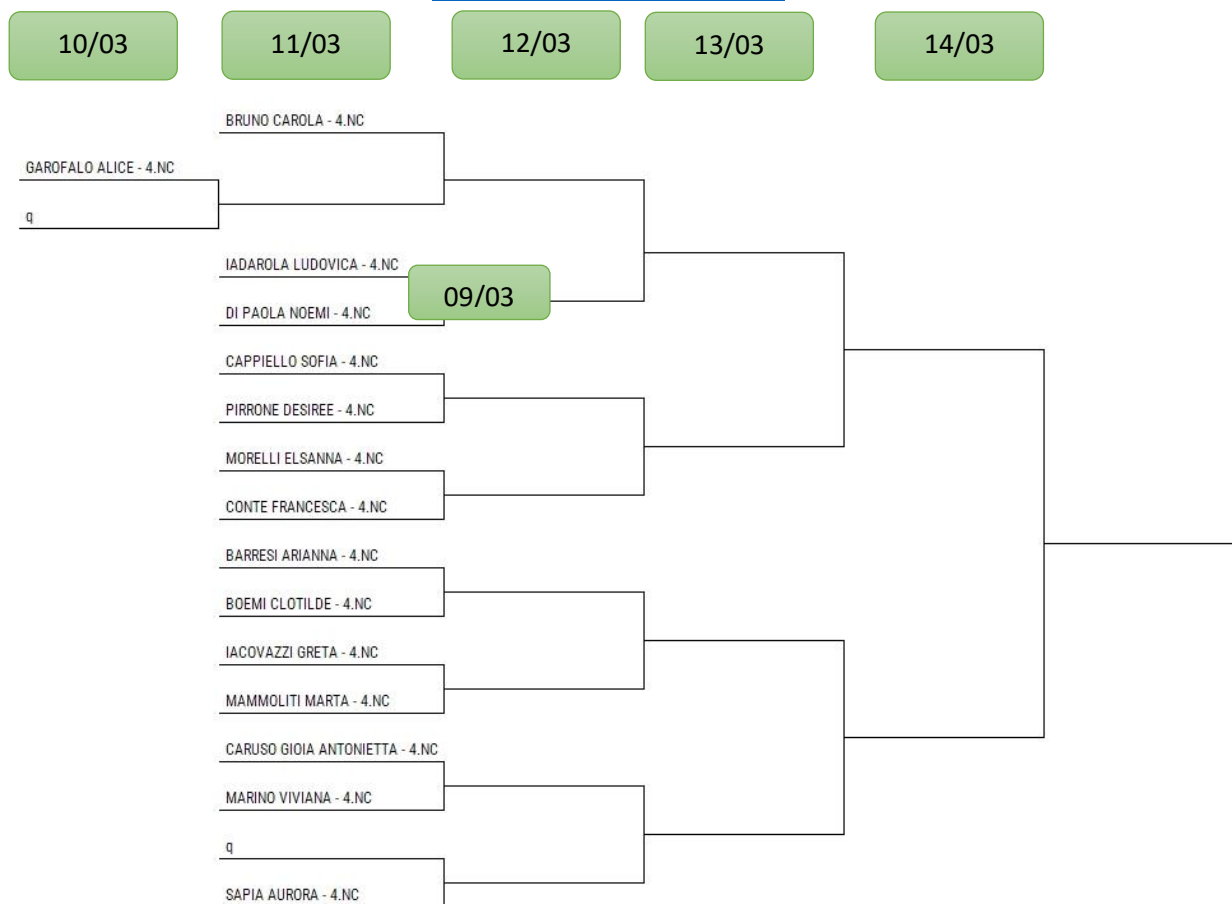 10/03
11/03
12/03
13/03
14/03
BRUNO CAROLA - 4.NC
GAROFALO ALICE - 4.NC
q
IADAROLA LUDOVICA - 4.NC
09/03
DI PAOLA NOEMI - 4.NC
CAPPIELLO SOFIA - 4.NC
PIRRONE DESIREE - 4.NC
MORELLI ELSANNA - 4.NC
CONTE FRANCESCA - 4.NC
BARRESI ARIANNA - 4.NC
BOEMI CLOTILDE - 4.NC
IACOVAZZI GRETA - 4.NC
MAMMOLITI MARTA - 4.NC
CARUSO GIOIA ANTONIETTA - 4.NC
MARINO VIVIANA - 4.NC
q
SAPIA AURORA - 4.NC